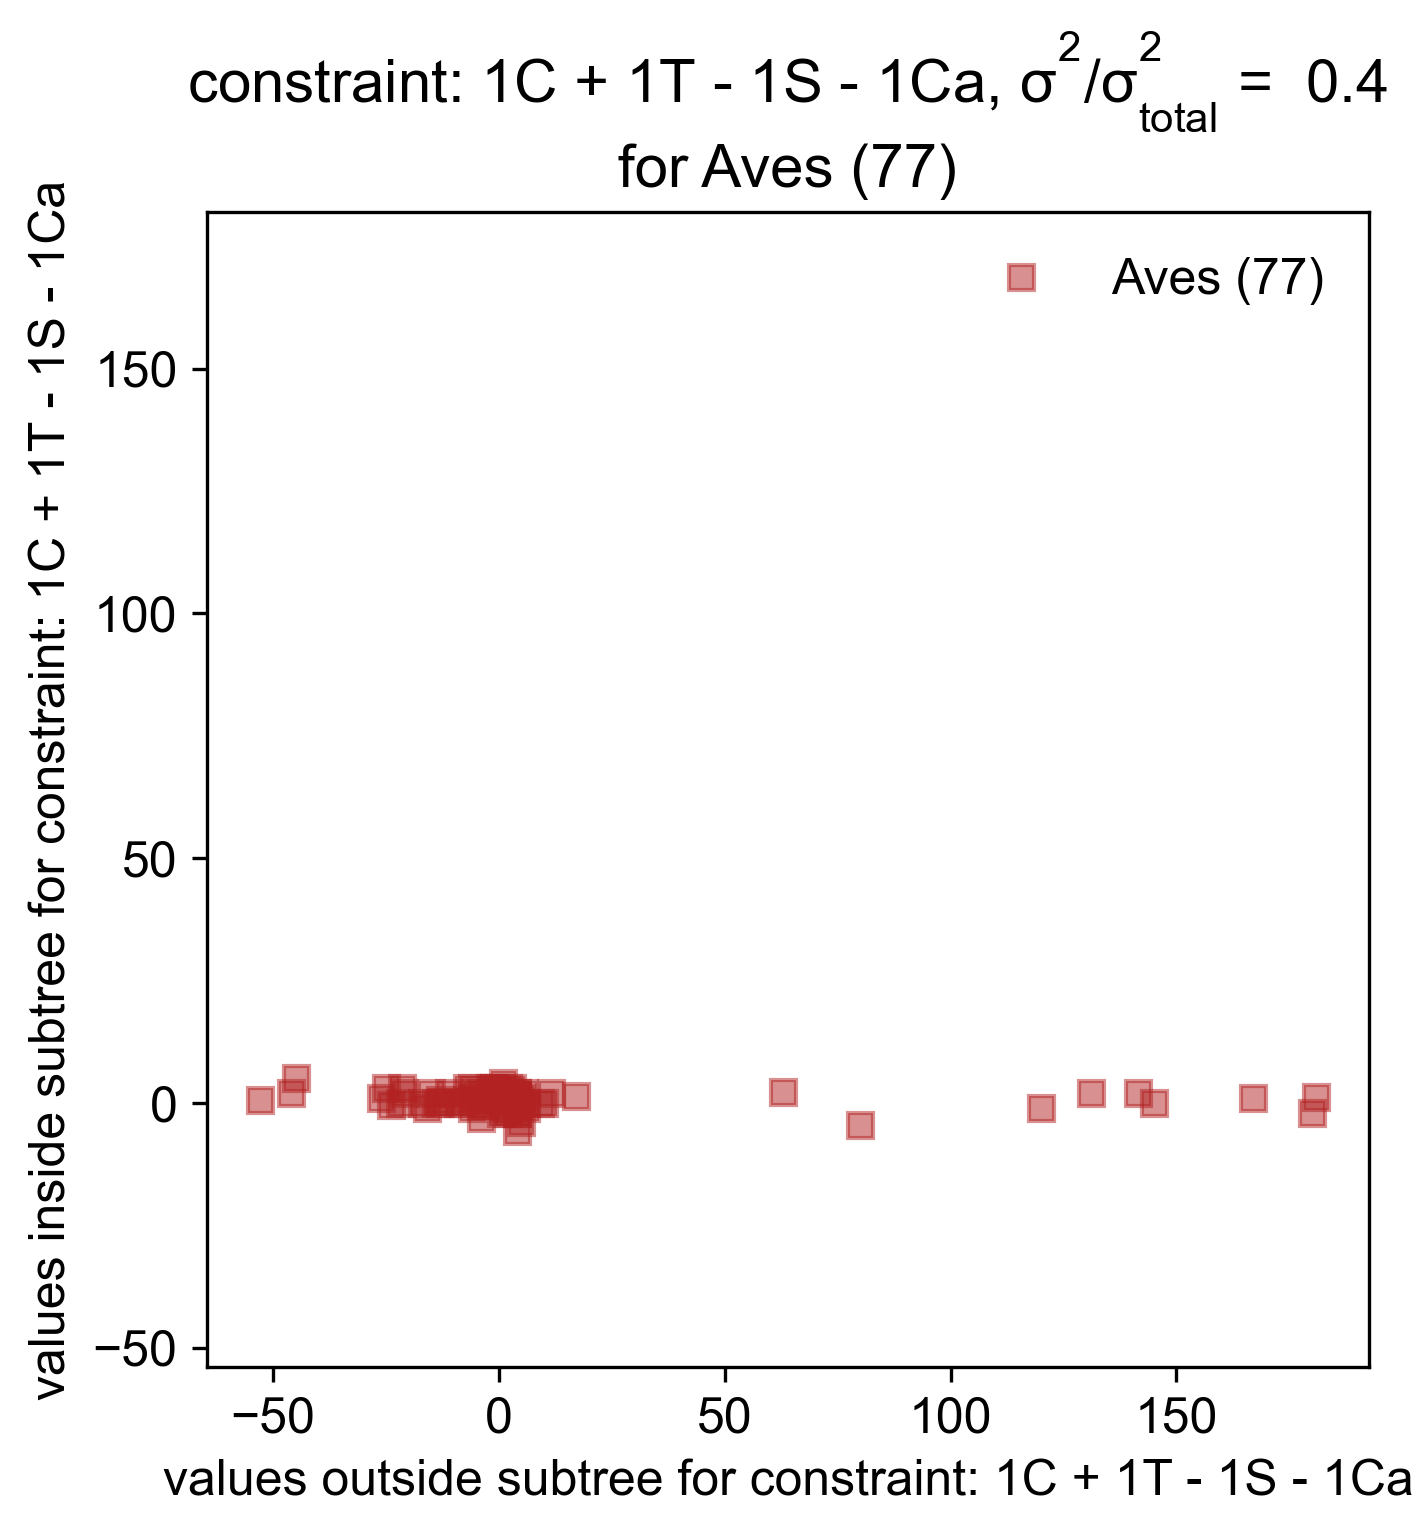 constraint: 1C + 1T - 1S - 1Ca, σ²/σ²total = 0.4
for Aves (77)
Aves (77)
values inside subtree for constraint: 1C + 1T - 1S - 1Ca
150
100
50
0
−50
−50 0 50 100 150
values outside subtree for constraint: 1C + 1T - 1S - 1Ca